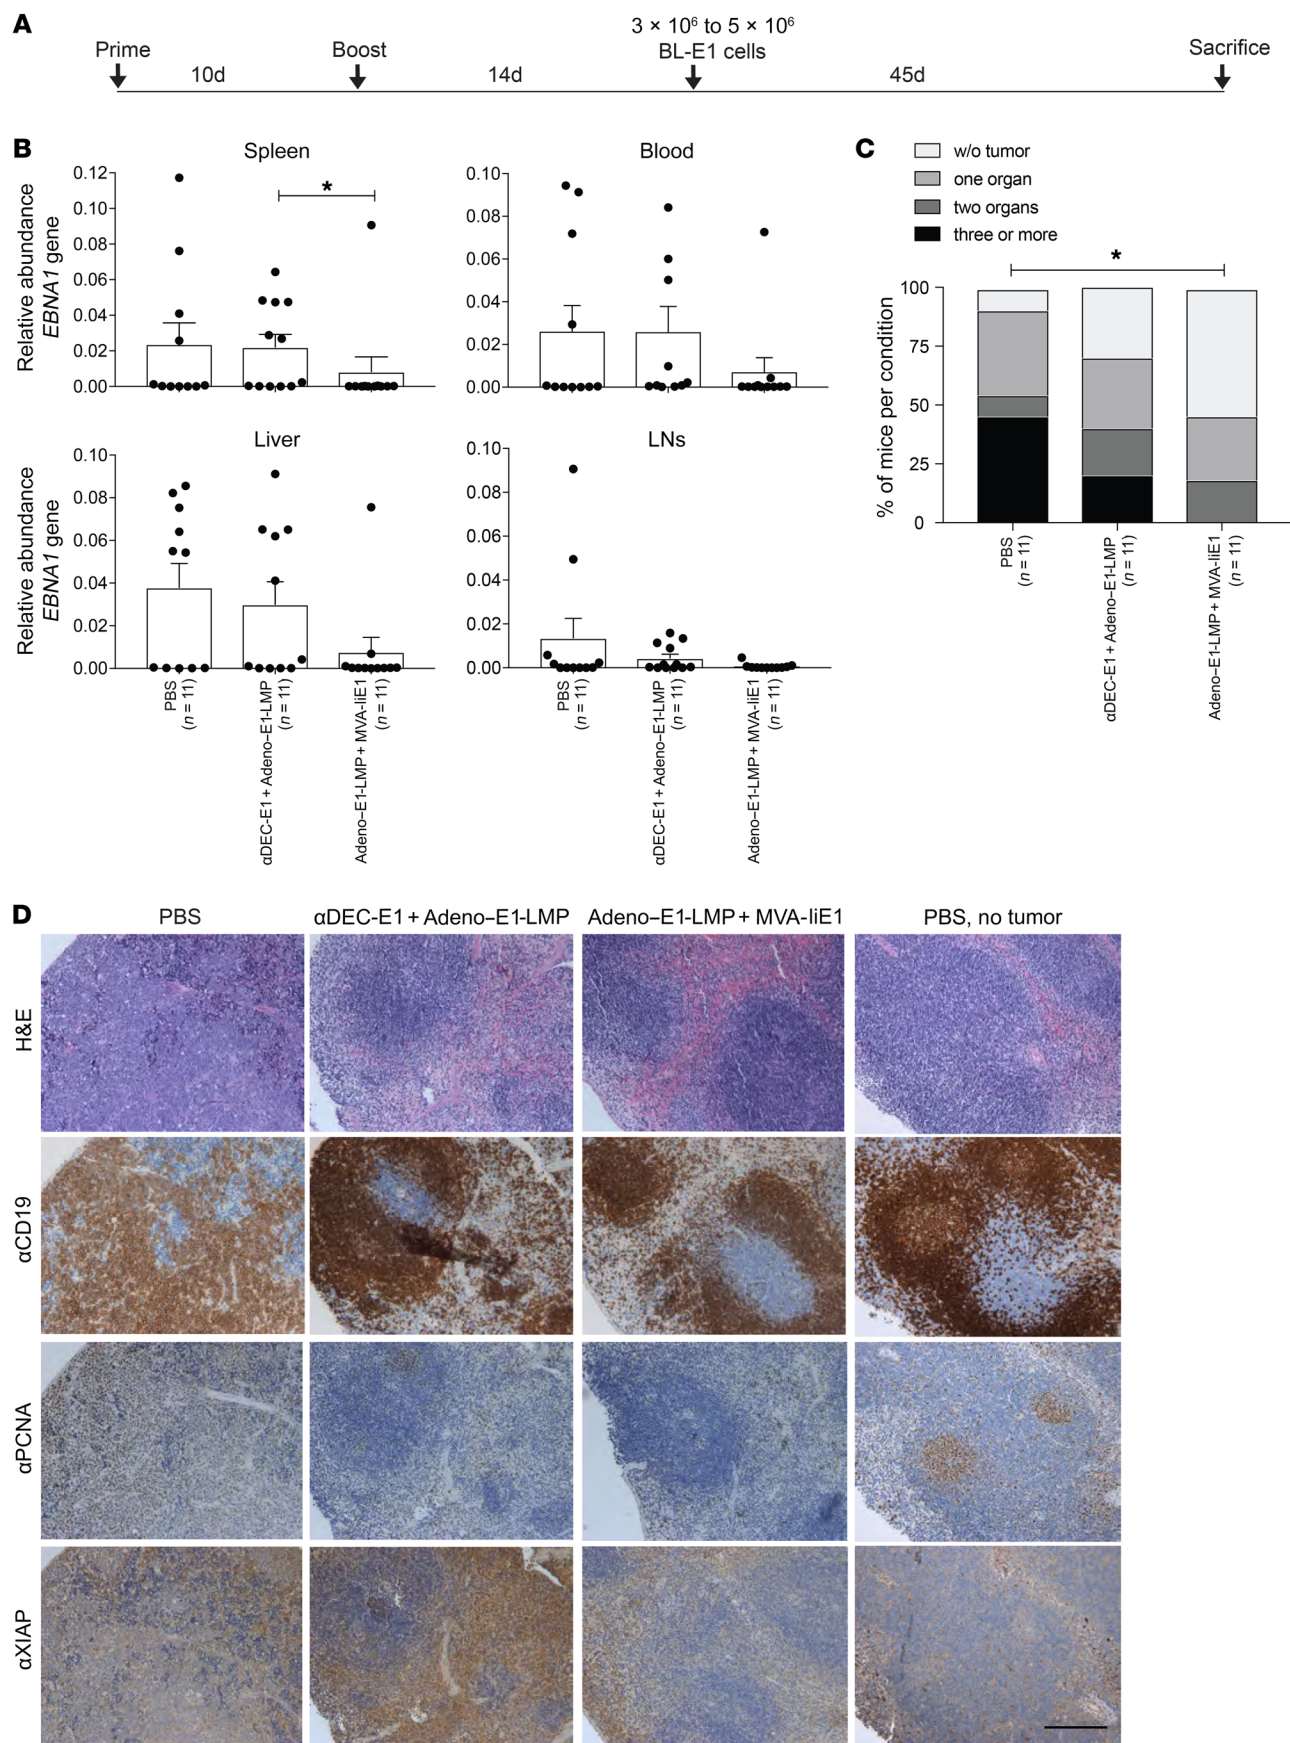 A
3 × 10⁶ to 5 × 10⁶
Prime
Boost
BL-E1 cells
Sacrifice
10d
14d
45d
B
Spleen
Relative abundance
EBNA1 gene
0.12
0.10
0.08
0.06
0.04
0.02
0.00
*
Blood
0.10
0.08
0.06
0.04
0.02
0.00
Liver
Relative abundance
EBNA1 gene
0.10
0.08
0.06
0.04
0.02
0.00
PBS
(n = 11)
αDEC-E1 + Adeno–E1-LMP
(n = 11)
Adeno–E1-LMP + MVA-IiE1
(n = 11)
LNs
0.10
0.08
0.06
0.04
0.02
0.00
PBS
(n = 11)
αDEC-E1 + Adeno–E1-LMP
(n = 11)
Adeno–E1-LMP + MVA-IiE1
(n = 11)
C
w/o tumor
one organ
two organs
three or more
*
% of mice per condition
100
75
50
25
0
PBS
(n = 11)
αDEC-E1 + Adeno–E1-LMP
(n = 11)
Adeno–E1-LMP + MVA-IiE1
(n = 11)
D
PBS
αDEC-E1 + Adeno–E1-LMP
Adeno–E1-LMP + MVA-IiE1
PBS, no tumor
H&E
αCD19
αPCNA
αXIAP